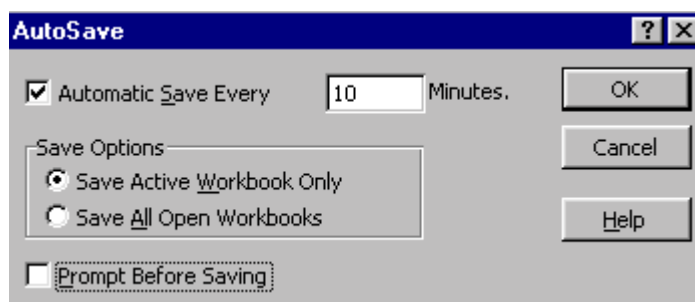 AutoSave
Automatic Save Every 10 Minutes.
OK
Save Options
Cancel
Save Active Workbook Only
Save All Open Workbooks
Help
Prompt Before Saving